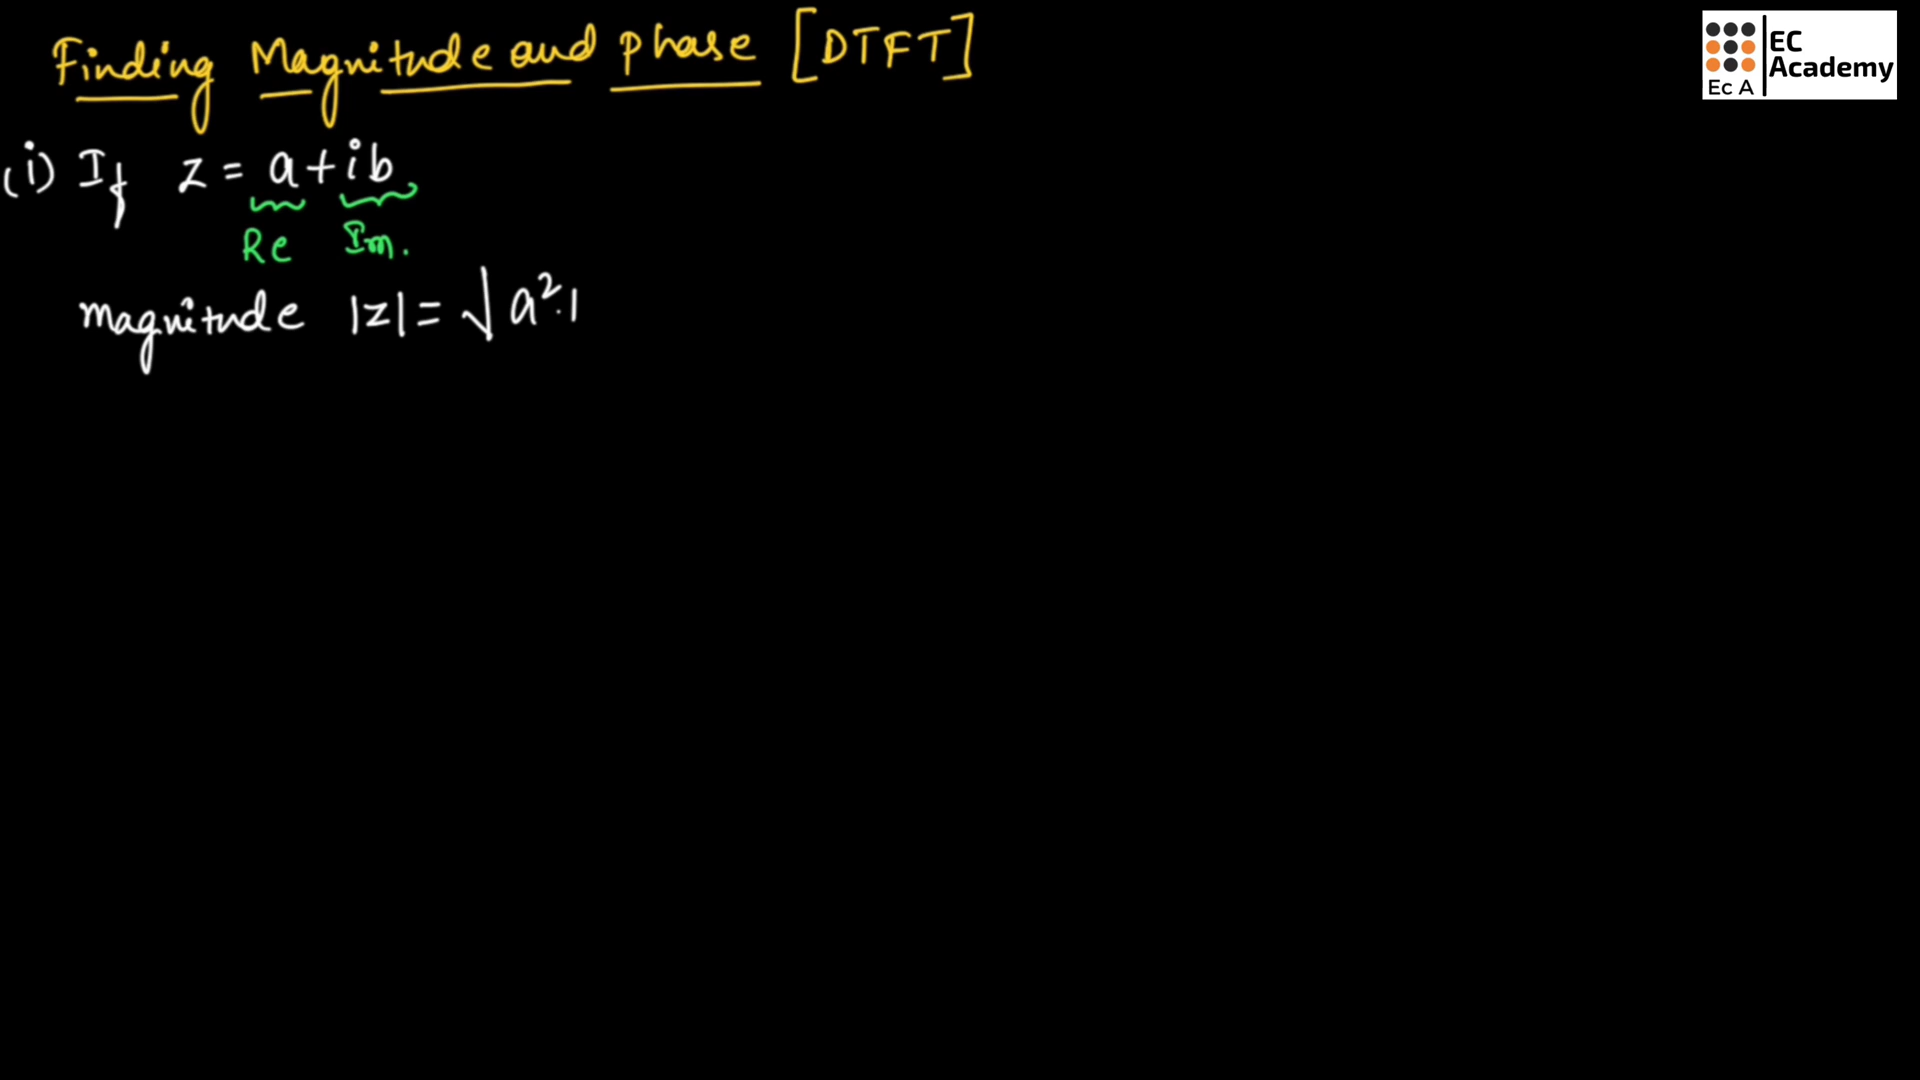 Finding Magnitude and phase [DTFT]
EC
Academy
Ec A
(i) If z = a + ib
Re Im.
magnitude |z| = √a²